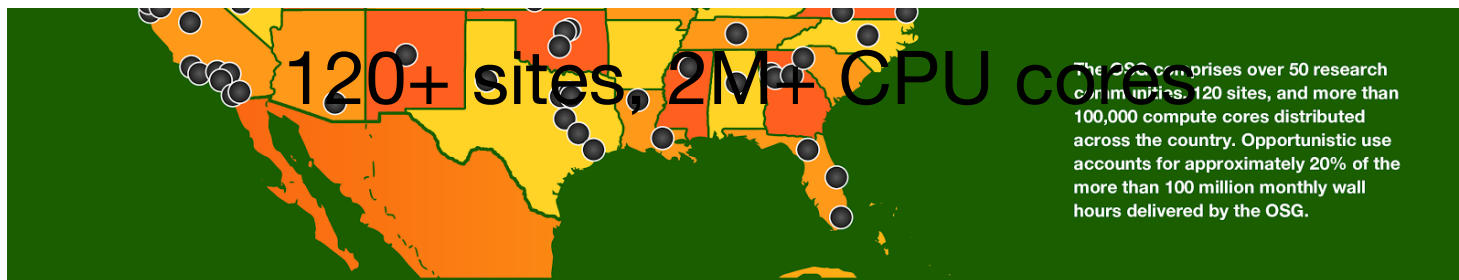 120+ sites, 2M+ CPU cores
The OSG comprises over 50 research
communities, 120 sites, and more than
100,000 compute cores distributed
across the country. Opportunistic use
accounts for approximately 20% of the
more than 100 million monthly wall
hours delivered by the OSG.